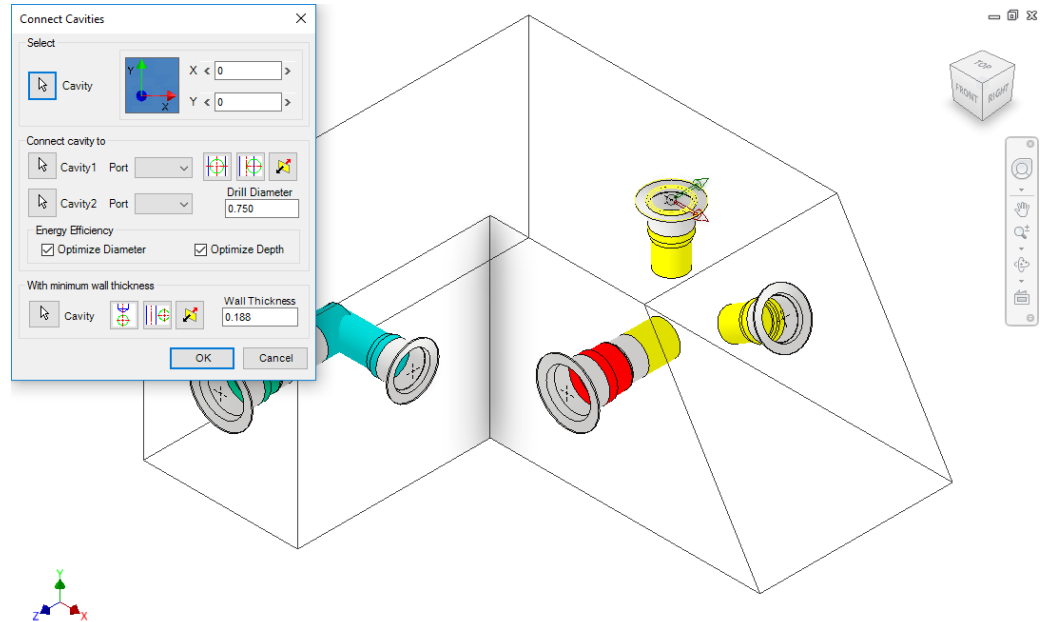 Connect Cavities
Select
Cavity
Y
X
X < 0 >
Y < 0 >
Connect cavity to
Cavity1 Port
Cavity2 Port
Drill Diameter
0.750
Energy Efficiency
Optimize Diameter
Optimize Depth
With minimum wall thickness
Cavity
Wall Thickness
0.188
OK
Cancel
TOP
FRONT
RIGHT
Y
Z
X